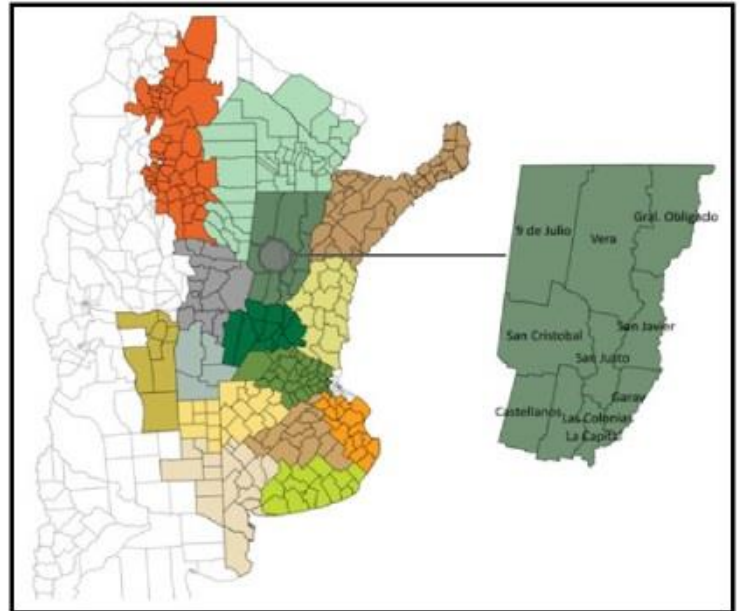 9 de Julio
Vera
Gral. Obligado
San Cristobal
San Javier
San Justo
Garay
Castellanos
Las Colonias
La Capital